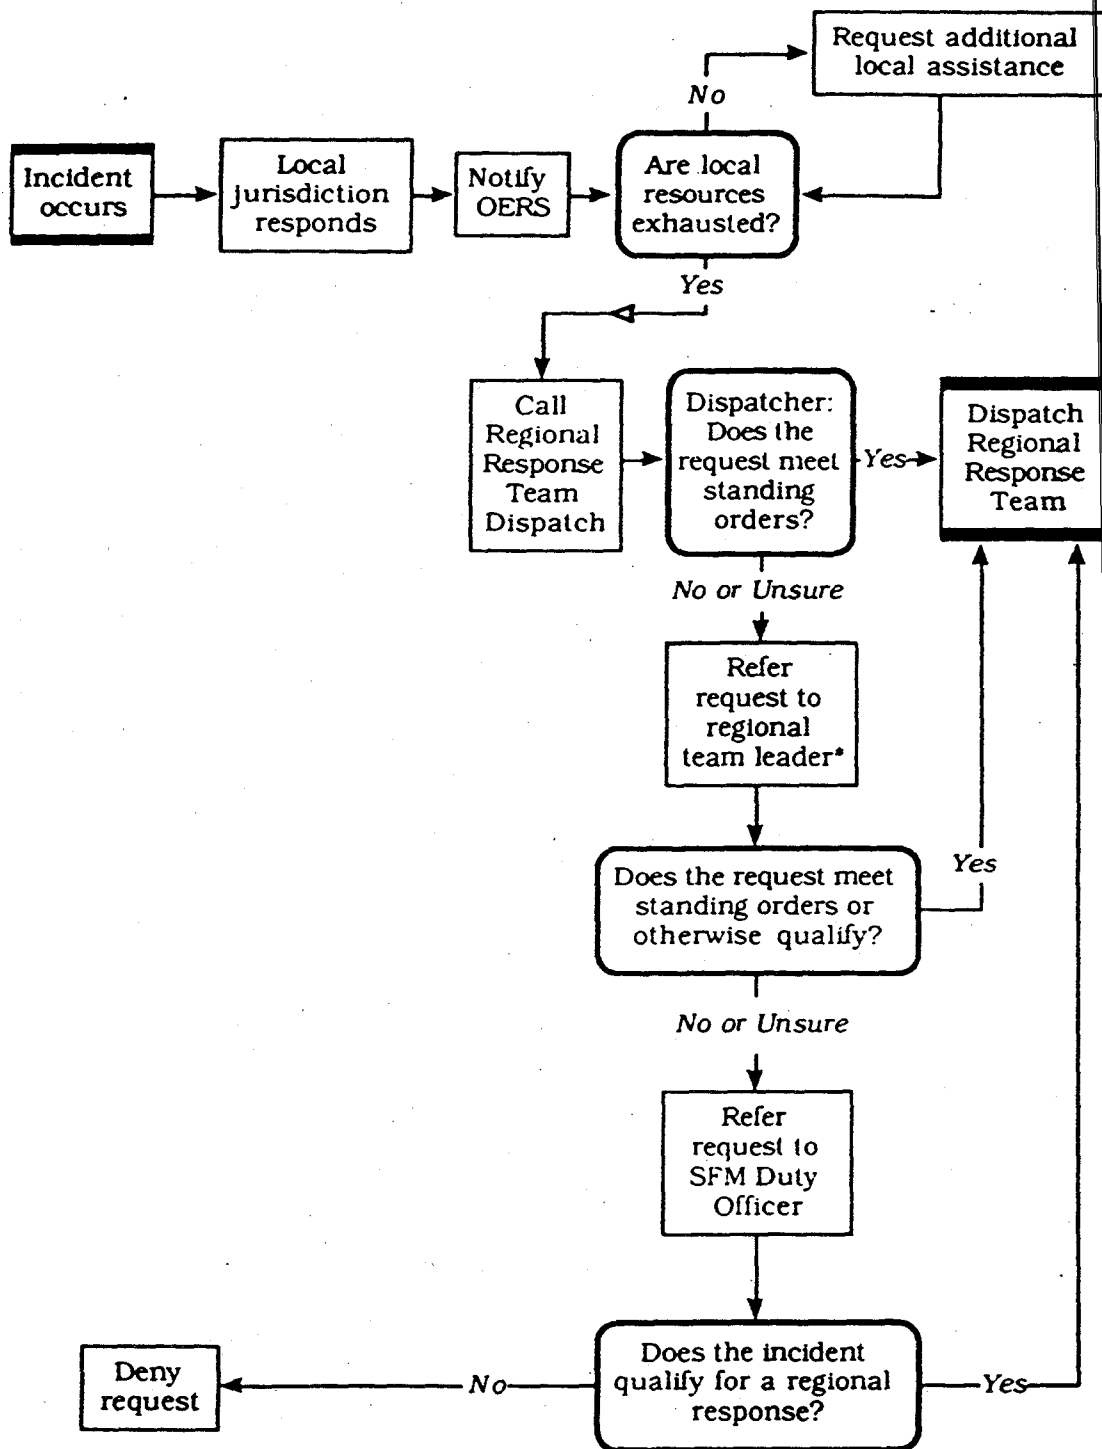 Request additional
local assistance
No
Incident
occurs
Local
jurisdiction
responds
Notify
OERS
Are local
resources
exhausted?
Yes
Call
Regional
Response
Team
Dispatch
Dispatcher:
Does the
request meet
standing
orders?
Yes
Dispatch
Regional
Response
Team
No or Unsure
Refer
request to
regional
team leader*
Does the request meet
standing orders or
otherwise qualify?
Yes
No or Unsure
Refer
request to
SFM Duty
Officer
Does the incident
qualify for a regional
response?
Yes
No
Deny
request